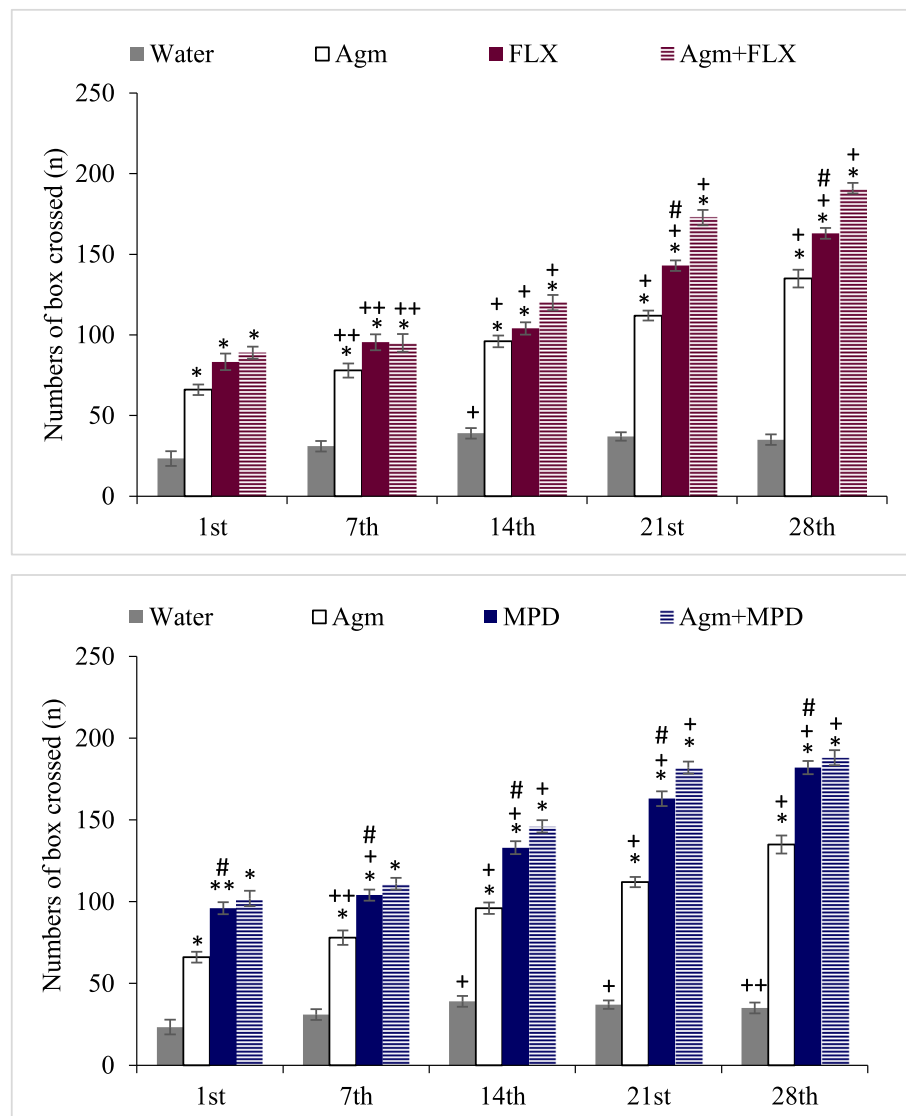 Water Agm FLX Agm+FLX
Numbers of box crossed (n)
250
200
150
100
50
0
* * * *
++ * ++ * ++ *
+ + * + * + *
+ * # + * + *
+ * # + * + *
1st 7th 14th 21st 28th
Water Agm MPD Agm+MPD
Numbers of box crossed (n)
250
200
150
100
50
0
* # ** *
++ * # + * *
+ + * # + * + *
+ + * # + * + *
++ + * # + * + *
1st 7th 14th 21st 28th